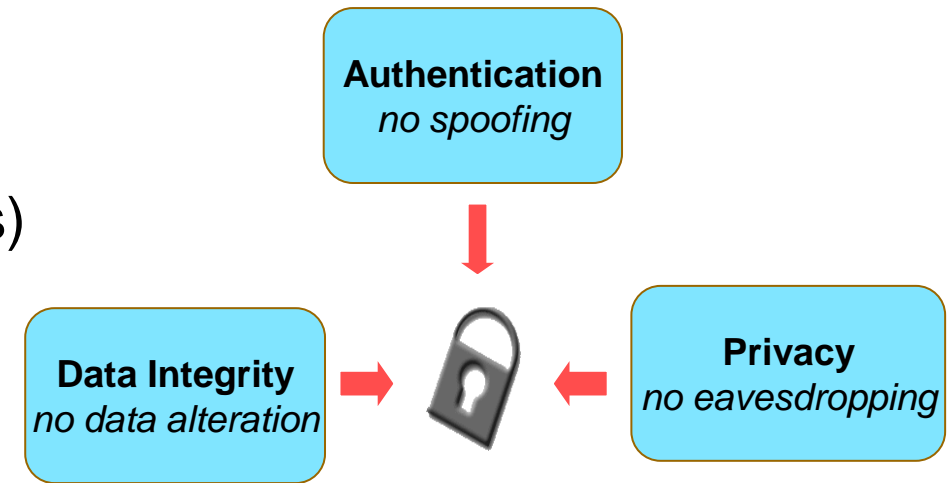 Authentication
no spoofing
s)
Data Integrity
no data alteration
Privacy
no eavesdropping